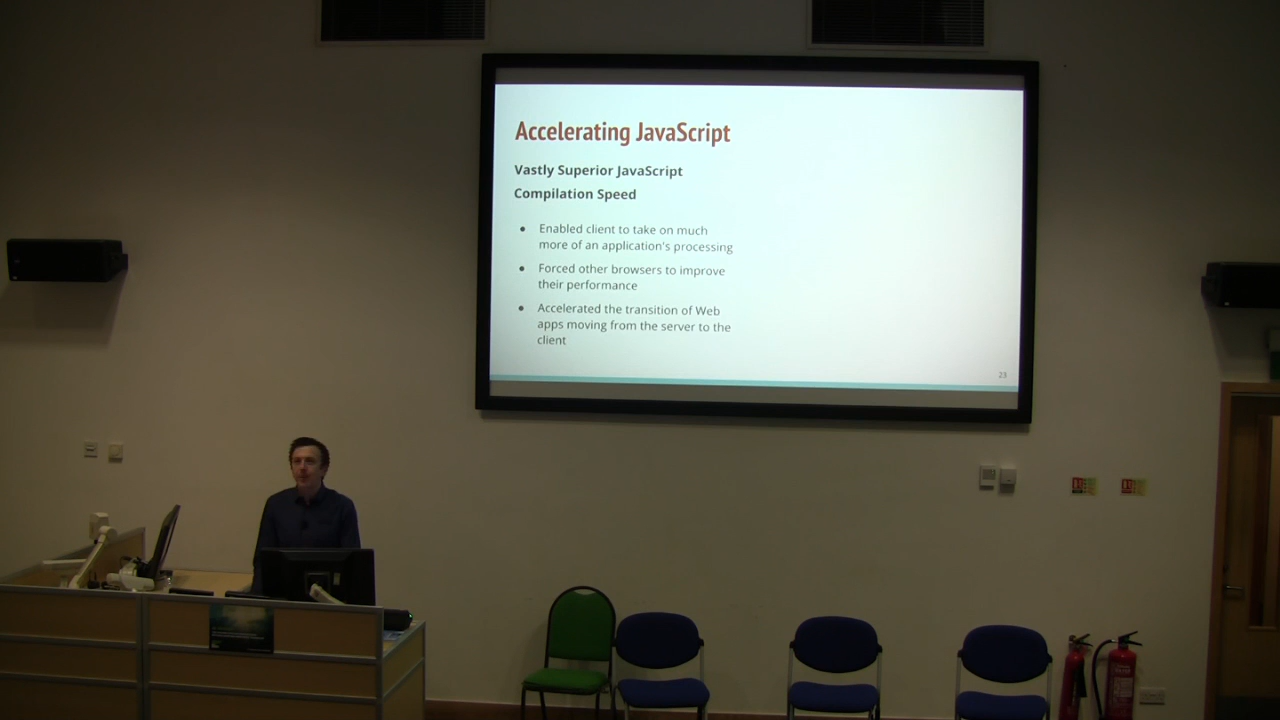 Accelerating JavaScript
Vastly Superior JavaScript
Compilation Speed
● Enabled client to take on much
more of an application's processing
● Forced other browsers to improve
their performance
● Accelerated the transition of Web
apps moving from the server to the
client
23